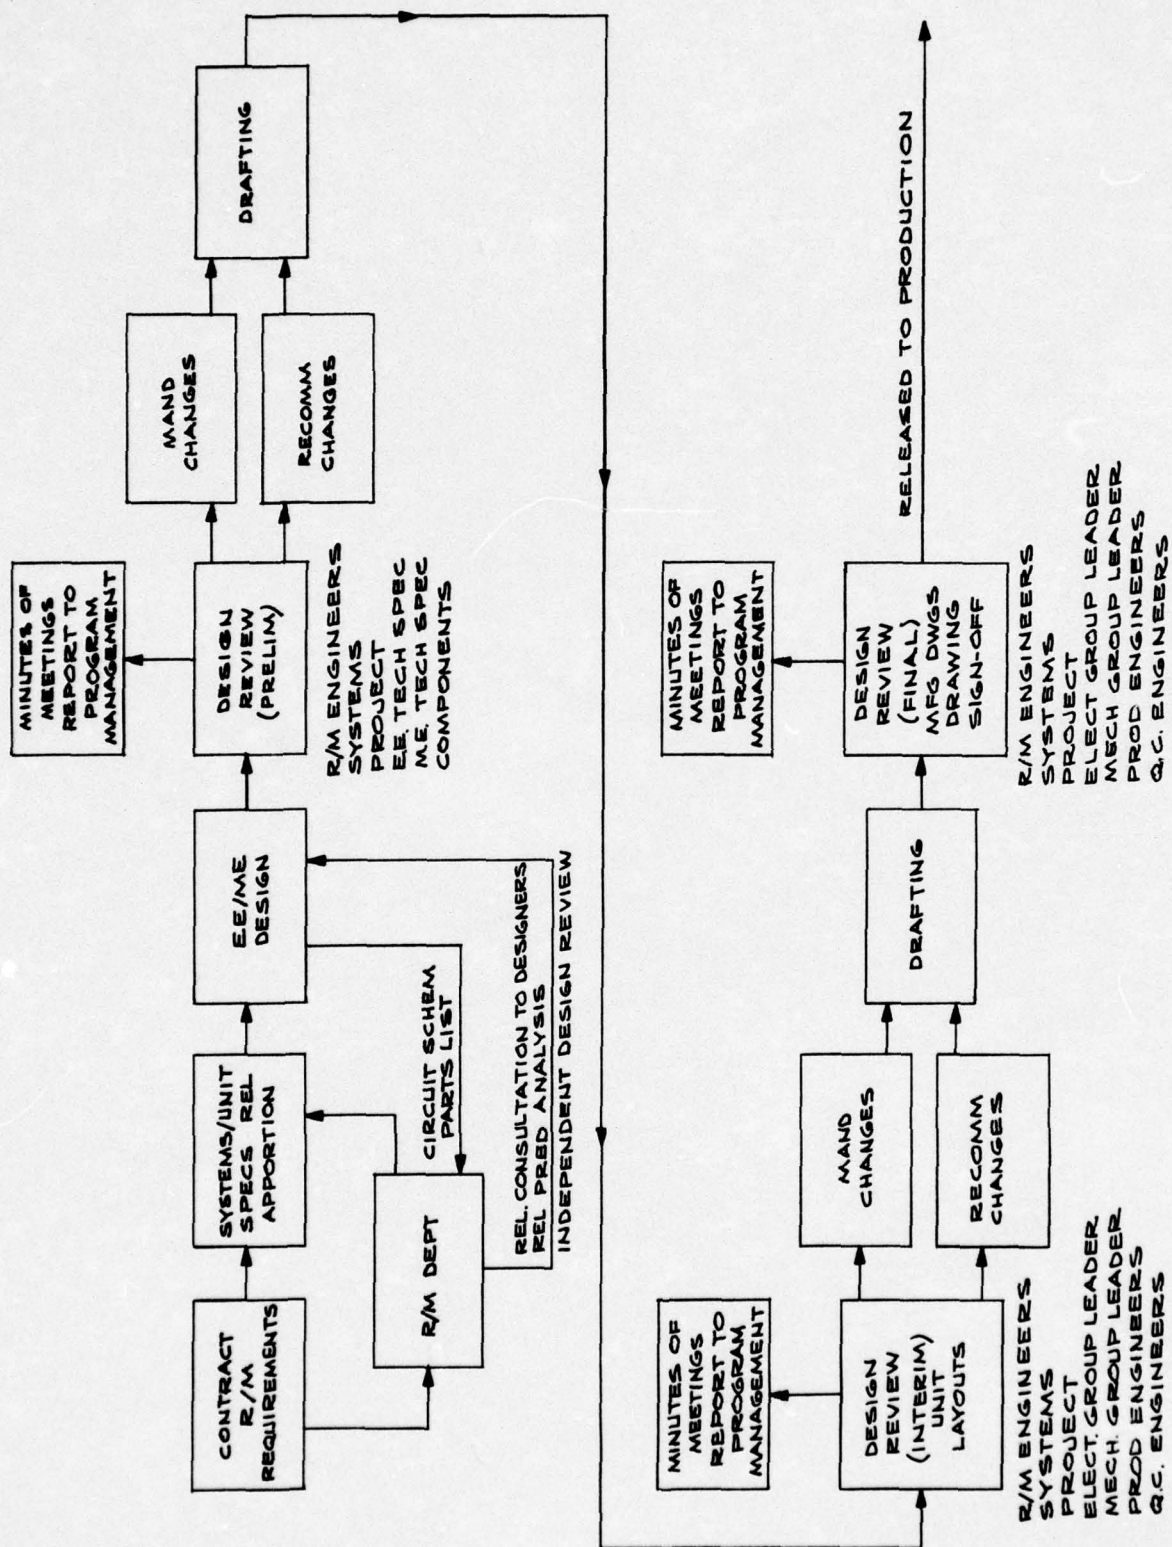 CONTRACT
R/M
REQUIREMENTS
SYSTEMS/UNIT
SPECS REL
APPORTION
R/M DEPT
CIRCUIT SCHEM
PARTS LIST
REL. CONSULTATION TO DESIGNERS
REL PRED ANALYSIS
INDEPENDENT DESIGN REVIEW
EE/ME
DESIGN
MINUTES OF
MEETINGS
REPORT TO
PROGRAM
MANAGEMENT
DESIGN
REVIEW
(PRELIM)
R/M ENGINEERS
SYSTEMS
PROJECT
EE. TECH SPEC
ME. TECH SPEC
COMPONENTS
MAND
CHANGES
RECOMM
CHANGES
DRAFTING
MINUTES OF
MEETINGS
REPORT TO
PROGRAM
MANAGEMENT
DESIGN
REVIEW
(INTERIM)
UNIT
LAYOUTS
R/M ENGINEERS
SYSTEMS
PROJECT
ELECT. GROUP LEADER
MECH. GROUP LEADER
PROD ENGINEERS
Q.C. ENGINEERS
MAND
CHANGES
RECOMM
CHANGES
DRAFTING
MINUTES OF
MEETINGS
REPORT TO
PROGRAM
MANAGEMENT
DESIGN
REVIEW
(FINAL)
MFG DWGS
DRAWING
SIGN-OFF
R/M ENGINEERS
SYSTEMS
PROJECT
ELECT GROUP LEADER
MECH GROUP LEADER
PROD ENGINEERS
Q.C. ENGINEERS
RELEASED TO PRODUCTION